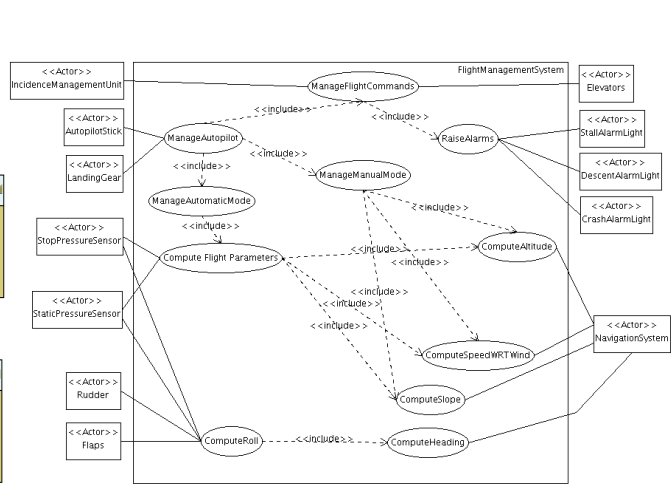 FlightManagementSystem
<<Actor>>
IncidenceManagementUnit
ManageFlightCommands
<<Actor>>
Elevators
<<include>>
<<include>>
<<Actor>>
AutopilotStick
ManageAutopilot
RaiseAlarms
<<Actor>>
StallAlarmLight
<<include>>
<<include>>
<<Actor>>
LandingGear
ManageManualMode
<<Actor>>
DescentAlarmLight
ManageAutomaticMode
<<include>>
<<Actor>>
CrashAlarmLight
<<include>>
<<Actor>>
StopPressureSensor
Compute Flight Parameters
<<include>>
ComputeAltitude
<<include>>
<<include>>
<<include>>
<<Actor>>
StaticPressureSensor
<<include>>
<<Actor>>
NavigationSystem
ComputeSpeedWRTWind
<<Actor>>
Rudder
ComputeSlope
<<Actor>>
Flaps
ComputeRoll
<<include>>
ComputeHeading